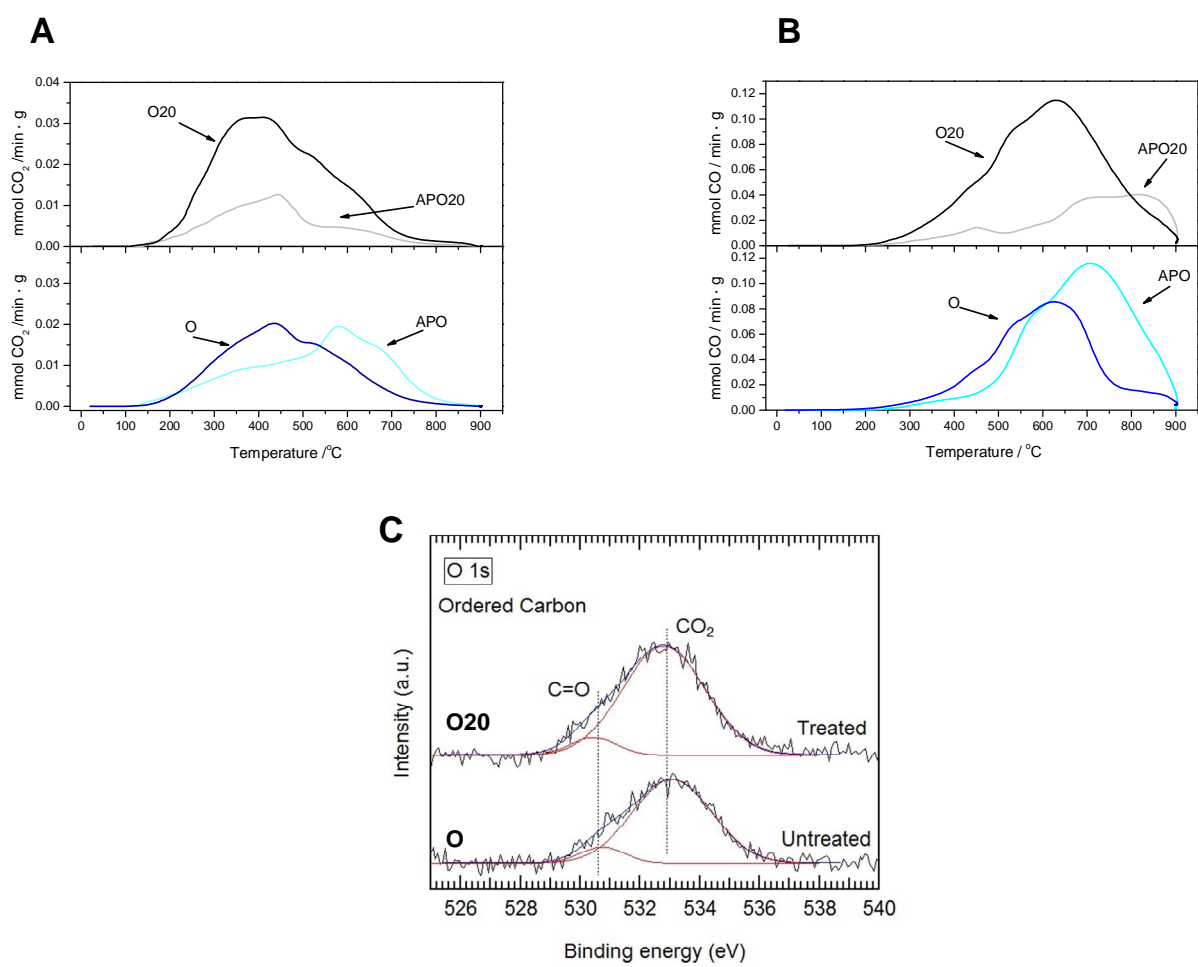 A
mmol CO₂ /min · g
0.04
0.03
0.02
0.01
0.00
O20
APO20
mmol CO₂ /min · g
0.03
0.02
0.01
0.00
O
APO
0 100 200 300 400 500 600 700 800 900
Temperature /°C
B
mmol CO / min · g
0.12
0.10
0.08
0.06
0.04
0.02
0.00
O20
APO20
mmol CO / min · g
0.12
0.10
0.08
0.06
0.04
0.02
0.00
O
APO
0 100 200 300 400 500 600 700 800 900
Temperature / °C
C
O 1s
Ordered Carbon
CO₂
C=O
O20
Treated
O
Untreated
Intensity (a.u.)
526 528 530 532 534 536 538 540
Binding energy (eV)